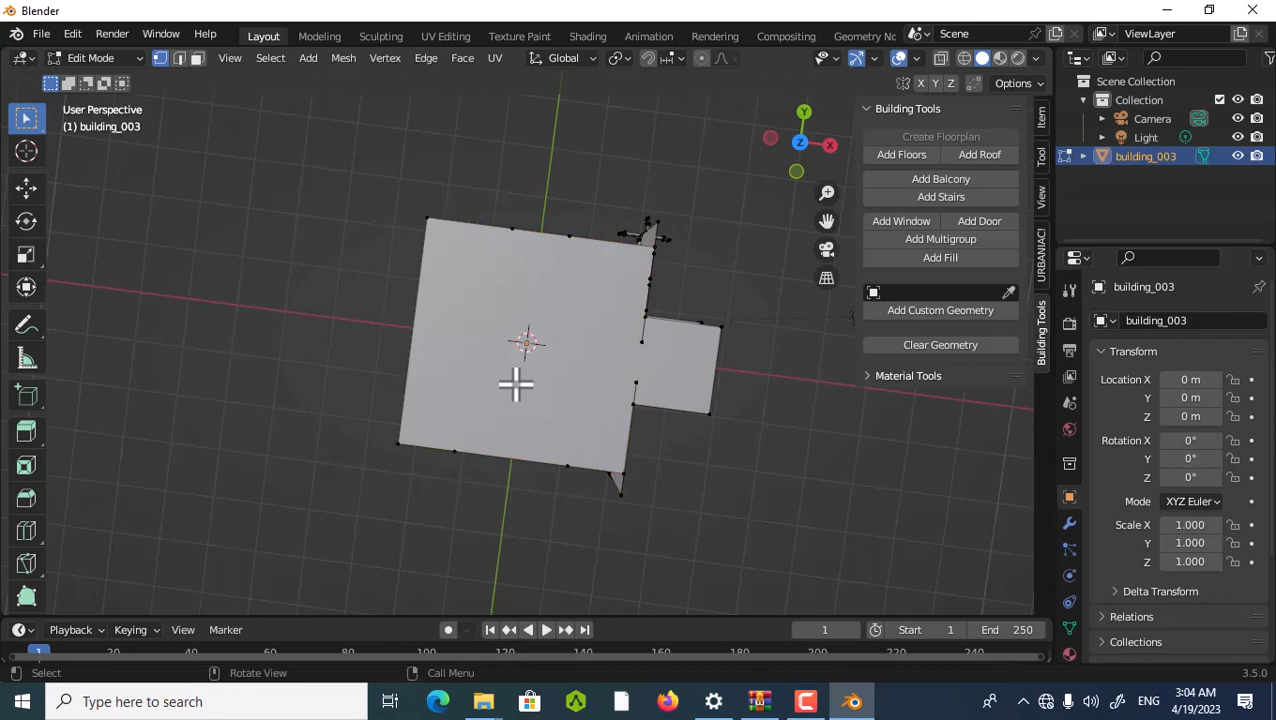 Blender
File Edit Render Window Help Layout Modeling Sculpting UV Editing Texture Paint Shading Animation Rendering Compositing Geometry No Scene ViewLayer
Edit Mode View Select Add Mesh Vertex Edge Face UV Global
X Y Z Options
User Perspective
(1) building_003
Y
Z X
Building Tools
Create Floorplan
Add Floors Add Roof
Add Balcony
Add Stairs
Add Window Add Door
Add Multigroup
Add Fill
Add Custom Geometry
Clear Geometry
Material Tools
Item
Tool
View
URBANIAC!
Building Tools
Scene Collection
Collection
Camera
Light
building_003
building_003
building_003
Transform
Location X 0 m
Y 0 m
Z 0 m
Rotation X 0°
Y 0°
Z 0°
Mode XYZ Euler
Scale X 1.000
Y 1.000
Z 1.000
Delta Transform
Relations
Collections
Playback Keying View Marker 1 Start 1 End 250
1 20 40 60 80 100 120 140 160 180 200 220 240
Select Rotate View Call Menu 3.5.0
Type here to search
ENG
3:04 AM
4/19/2023